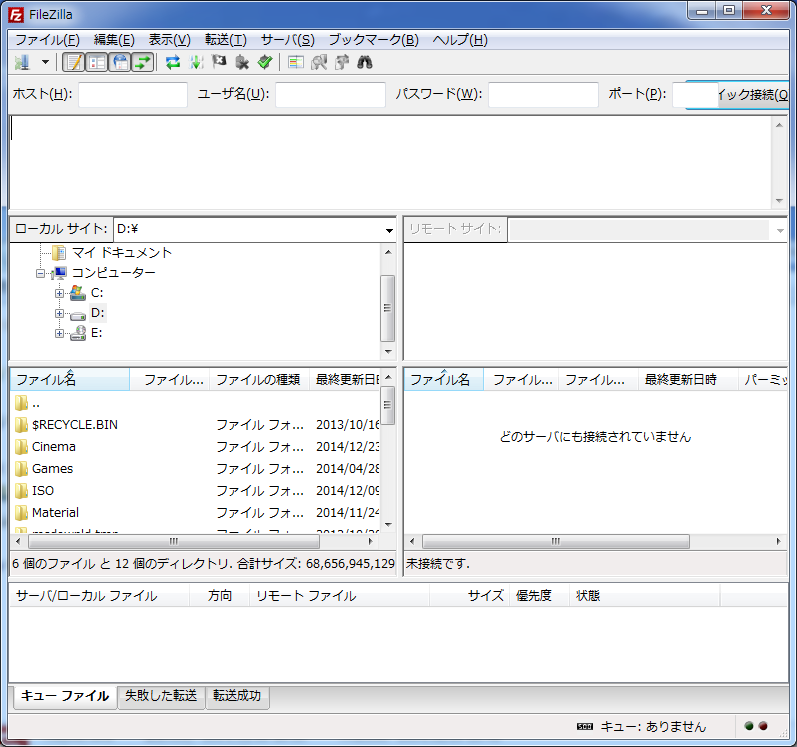 FileZilla
ファイル(F) 編集(E) 表示(V) 転送(T) サーバ(S) ブックマーク(B) ヘルプ(H)
ホスト(H): ユーザ名(U): パスワード(W): ポート(P): イック接続(Q
ローカル サイト: D:¥
リモート サイト:
マイ ドキュメント
コンピューター
C:
D:
E:
ファイル名 ファイル... ファイルの種類 最終更新日時
..
$RECYCLE.BIN ファイル フォ... 2013/10/16
Cinema ファイル フォ... 2014/12/23
Games ファイル フォ... 2014/04/28
ISO ファイル フォ... 2014/12/09
Material ファイル フォ... 2014/11/24
6 個のファイル と 12 個のディレクトリ. 合計サイズ: 68,656,945,129
ファイル名 ファイル... ファイル... 最終更新日時 パーミッ
どのサーバにも接続されていません
未接続です.
サーバ/ローカル ファイル 方向 リモート ファイル サイズ 優先度 状態
キュー ファイル 失敗した転送 転送成功
キュー: ありません